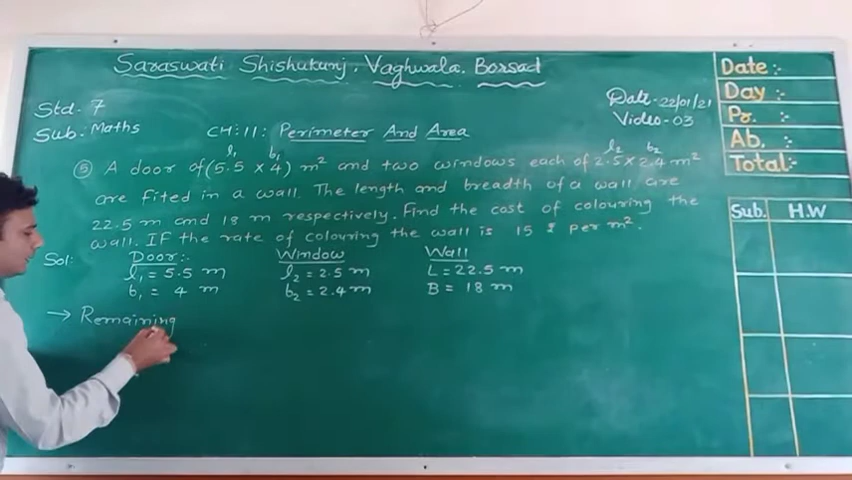 Saraswati Shishukunj, Vaghwala. Borsad
Date :-
Day :-
Pr. :-
Ab. :-
Total:-
Std- 7
Sub- Maths
Date-22/01/21
Video-03
CH:11: Perimeter And Area
l₁ b₁ l₂ b₂
⑤ A door of (5.5 × 4) m² and two windows each of 2.5 × 2.4 m²
are fited in a wall. The length and breadth of a wall are
22.5 m and 18 m respectively. Find the cost of colouring the
wall. IF the rate of colouring the wall is 15 ₹ per m².
Sol: Door:- Window Wall
l₁ = 5.5 m l₂ = 2.5 m L = 22.5 m
b₁ = 4 m b₂ = 2.4 m B = 18 m
→ Remaining
Sub. H.W